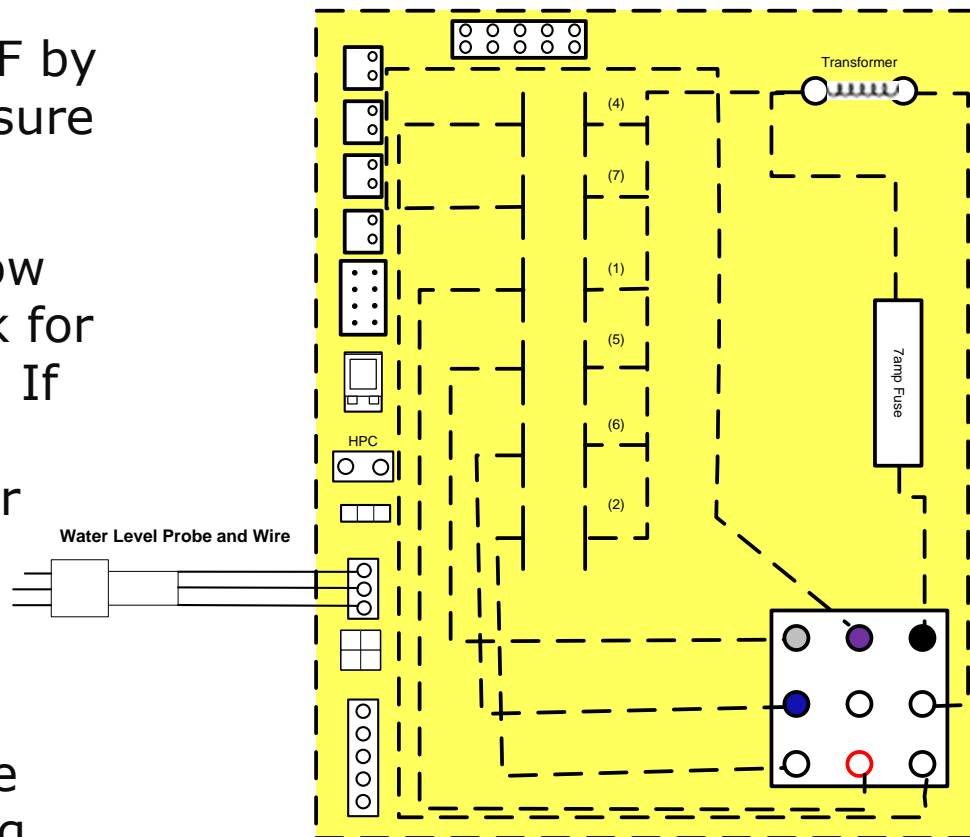 F by
sure
ow
k for
If
r
e
g
Transformer
(4)
(7)
(1)
(5)
(6)
(2)
7amp Fuse
HPC
Water Level Probe and Wire